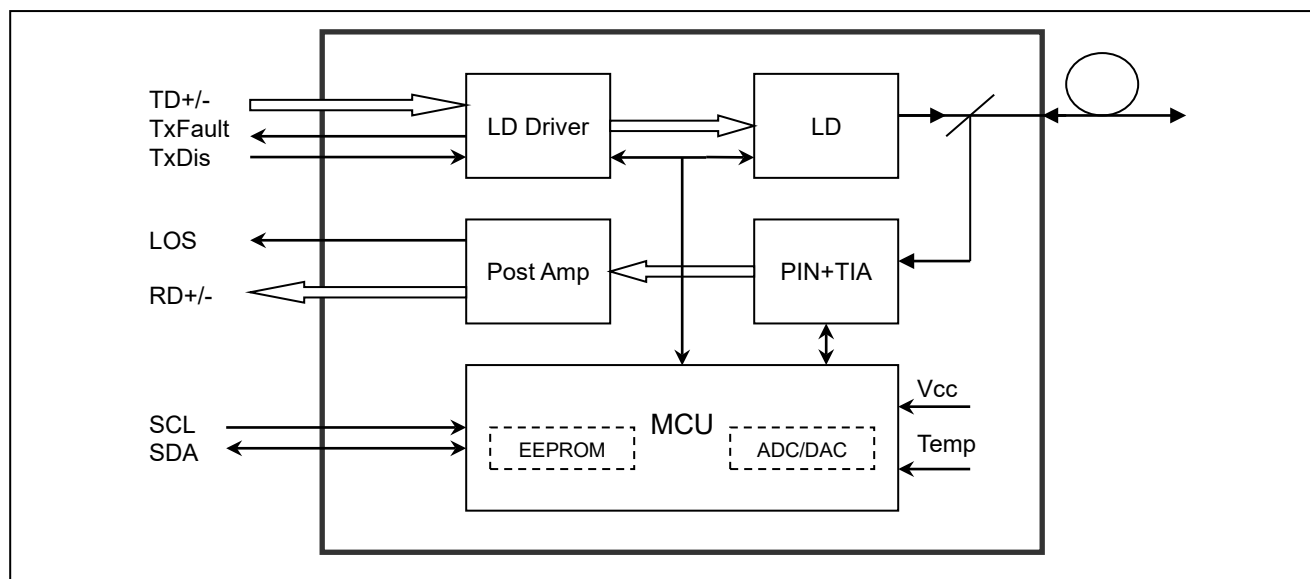 TD+/-
TxFault
TxDis
LD Driver
LD
LOS
RD+/-
Post Amp
PIN+TIA
SCL
SDA
MCU
EEPROM
ADC/DAC
Vcc
Temp